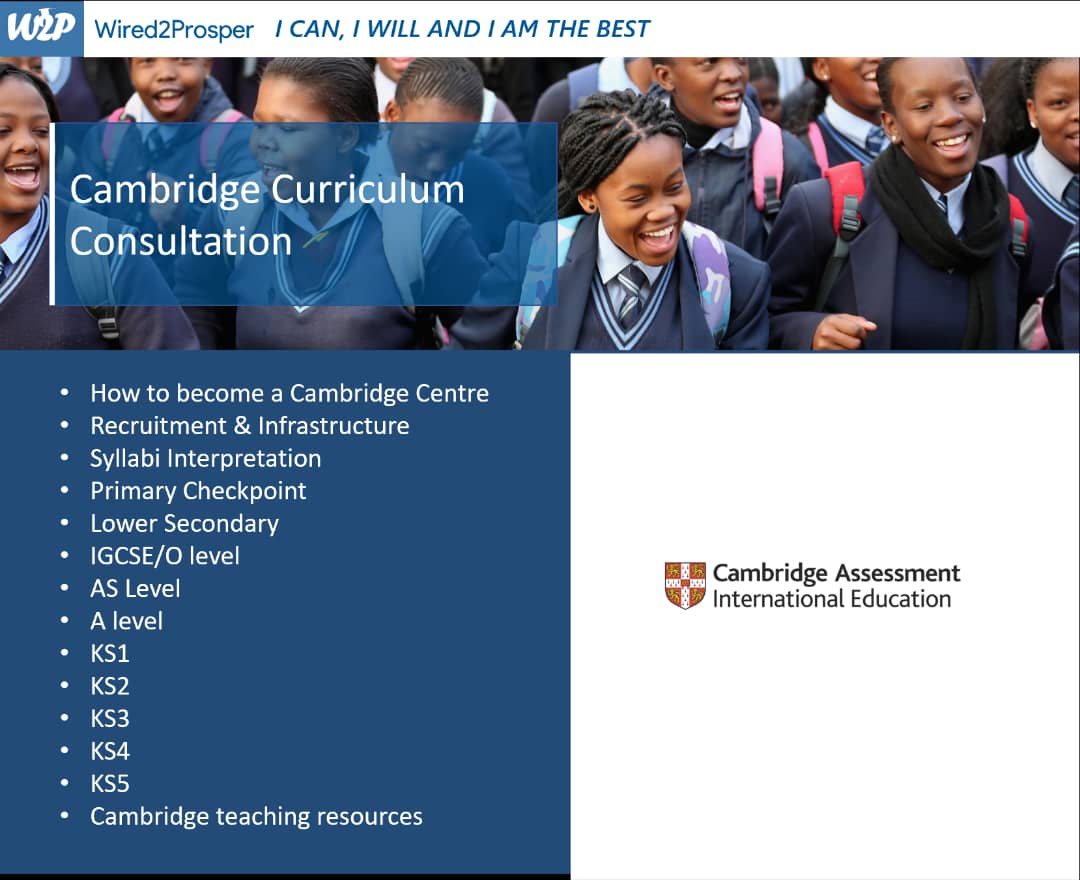 W2P Wired2Prosper I CAN, I WILL AND I AM THE BEST
Cambridge Curriculum
Consultation
• How to become a Cambridge Centre
• Recruitment & Infrastructure
• Syllabi Interpretation
• Primary Checkpoint
• Lower Secondary
• IGCSE/O level
• AS Level
• A level
• KS1
• KS2
• KS3
• KS4
• KS5
• Cambridge teaching resources
Cambridge Assessment
International Education